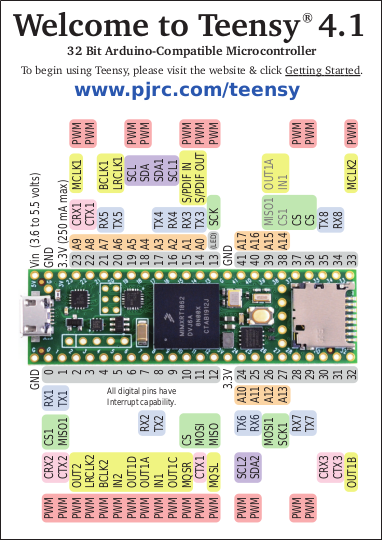 Welcome to Teensy® 4.1
32 Bit Arduino-Compatible Microcontroller
To begin using Teensy, please visit the website & click Getting Started.
www.pjrc.com/teensy
PWM PWM PWM PWM PWM PWM PWM PWM PWM PWM
MCLK1 BCLK1 LRCLK1 SCL SDA SDA1 SCL1 S/PDIF IN S/PDIF OUT OUT1A IN1 MCLK2
CRX1 CTX1 RX5 TX5 TX4 RX4 RX3 TX3 SCK MISO1 CS1 CS CS TX8 RX8
Vin (3.6 to 5.5 volts)
GND
3.3V (250 mA max)
A9 A8 A7 A6 A5 A4 A3 A2 A1 A0 (LED) GND A17 A16 A15 A14
23 22 21 20 19 18 17 16 15 14 13 41 40 39 38 37 36 35 34 33
MIMXRT1062
DVJ6A
CTAB1912J
GND 0 1 2 3 4 5 6 7 8 9 10 11 12 3.3V 24 25 26 27 28 29 30 31 32
RX1 TX1 A10 A11 A12 A13
All digital pins have
Interrupt capability.
CS1 MISO1 RX2 TX2 CS MOSI MISO TX6 RX6 MOSI1 SCK1 RX7 TX7
CRX2 CTX2 OUT2 LRCLK2 BCLK2 IN2 OUT1D OUT1A IN1 OUT1C MQSR CTX1 MQSL SCL2 SDA2 CRX3 CTX3 OUT1B
PWM PWM PWM PWM PWM PWM PWM PWM PWM PWM PWM PWM PWM PWM PWM PWM PWM